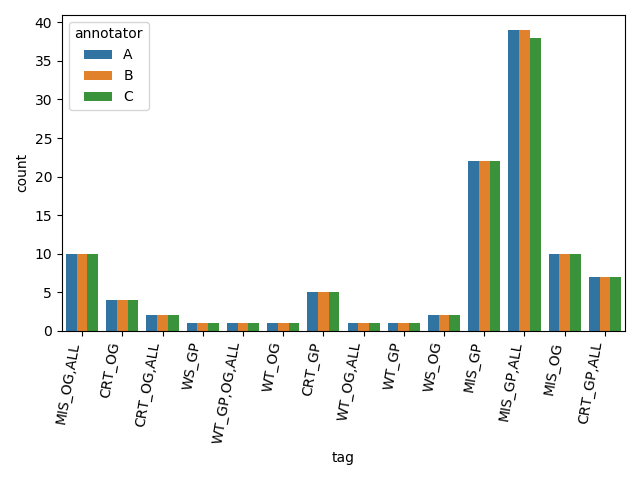 annotator
A
B
C
count
40
35
30
25
20
15
10
5
0
MIS_OG,ALL
CRT_OG
CRT_OG,ALL
WS_GP
WT_GP,OG,ALL
WT_OG
CRT_GP
WT_OG,ALL
WT_GP
WS_OG
MIS_GP
MIS_GP,ALL
MIS_OG
CRT_GP,ALL
tag